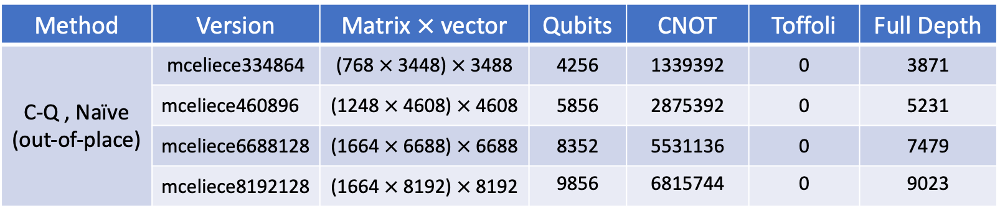 Method Version Matrix × vector Qubits CNOT Toffoli Full Depth
C-Q , Naïve
(out-of-place)
mceliece334864 (768 × 3448) × 3488 4256 1339392 0 3871
mceliece460896 (1248 × 4608) × 4608 5856 2875392 0 5231
mceliece6688128 (1664 × 6688) × 6688 8352 5531136 0 7479
mceliece8192128 (1664 × 8192) × 8192 9856 6815744 0 9023